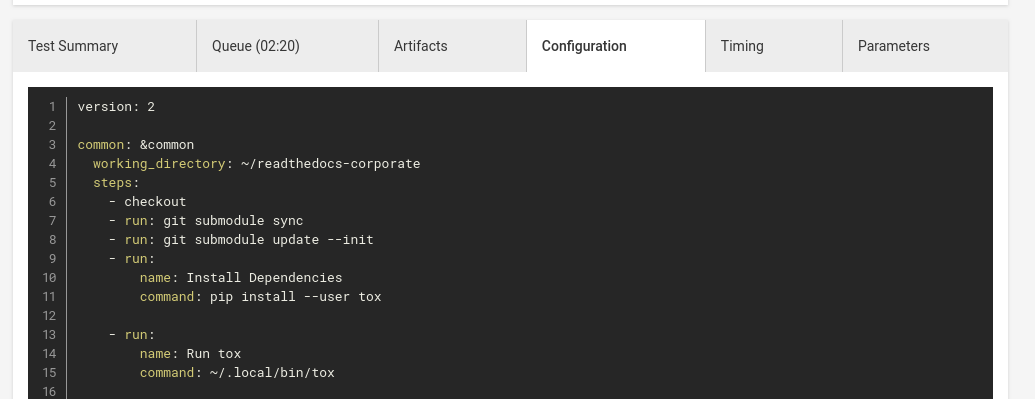 Test Summary Queue (02:20) Artifacts Configuration Timing Parameters
1 version: 2
2
3 common: &common
4   working_directory: ~/readthedocs-corporate
5   steps:
6     - checkout
7     - run: git submodule sync
8     - run: git submodule update --init
9     - run:
10         name: Install Dependencies
11         command: pip install --user tox
12
13     - run:
14         name: Run tox
15         command: ~/.local/bin/tox
16